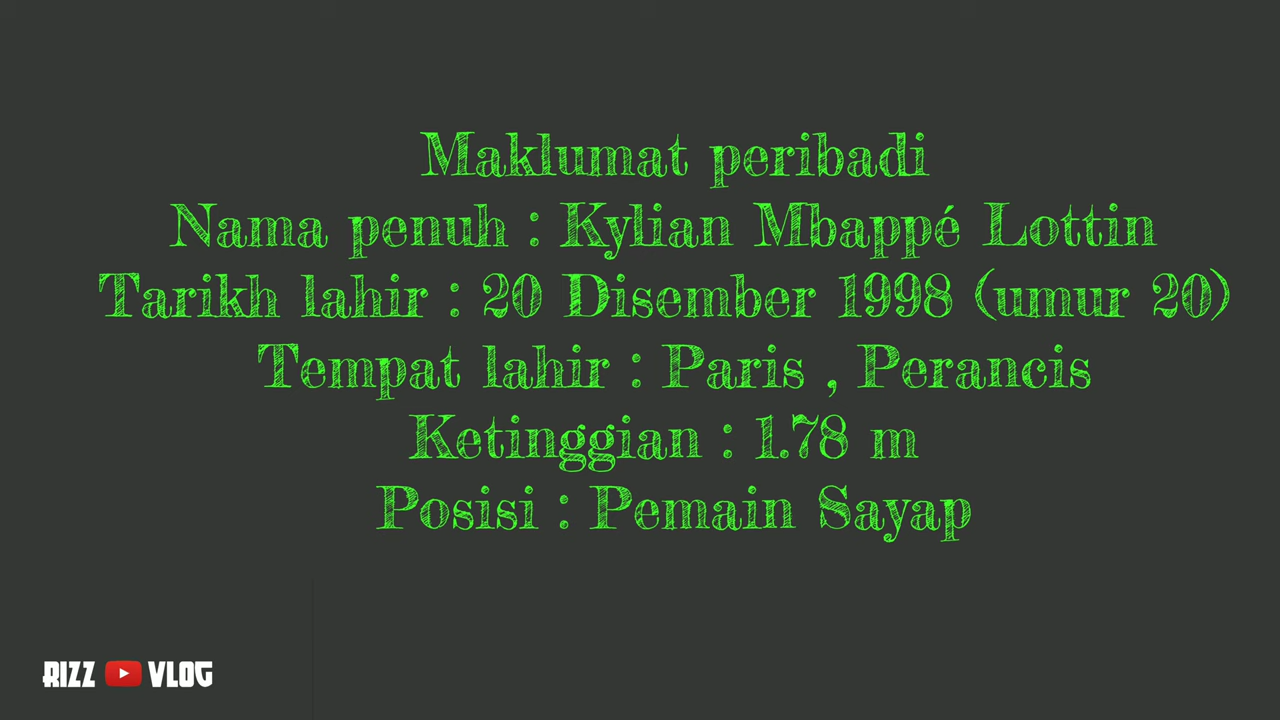 Maklumat peribadi
Nama penuh : Kylian Mbappé Lottin
Tarikh lahir : 20 Disember 1998 (umur 20)
Tempat lahir : Paris , Perancis
Ketinggian : 1.78 m
Posisi : Pemain Sayap
RIZZ VLOG